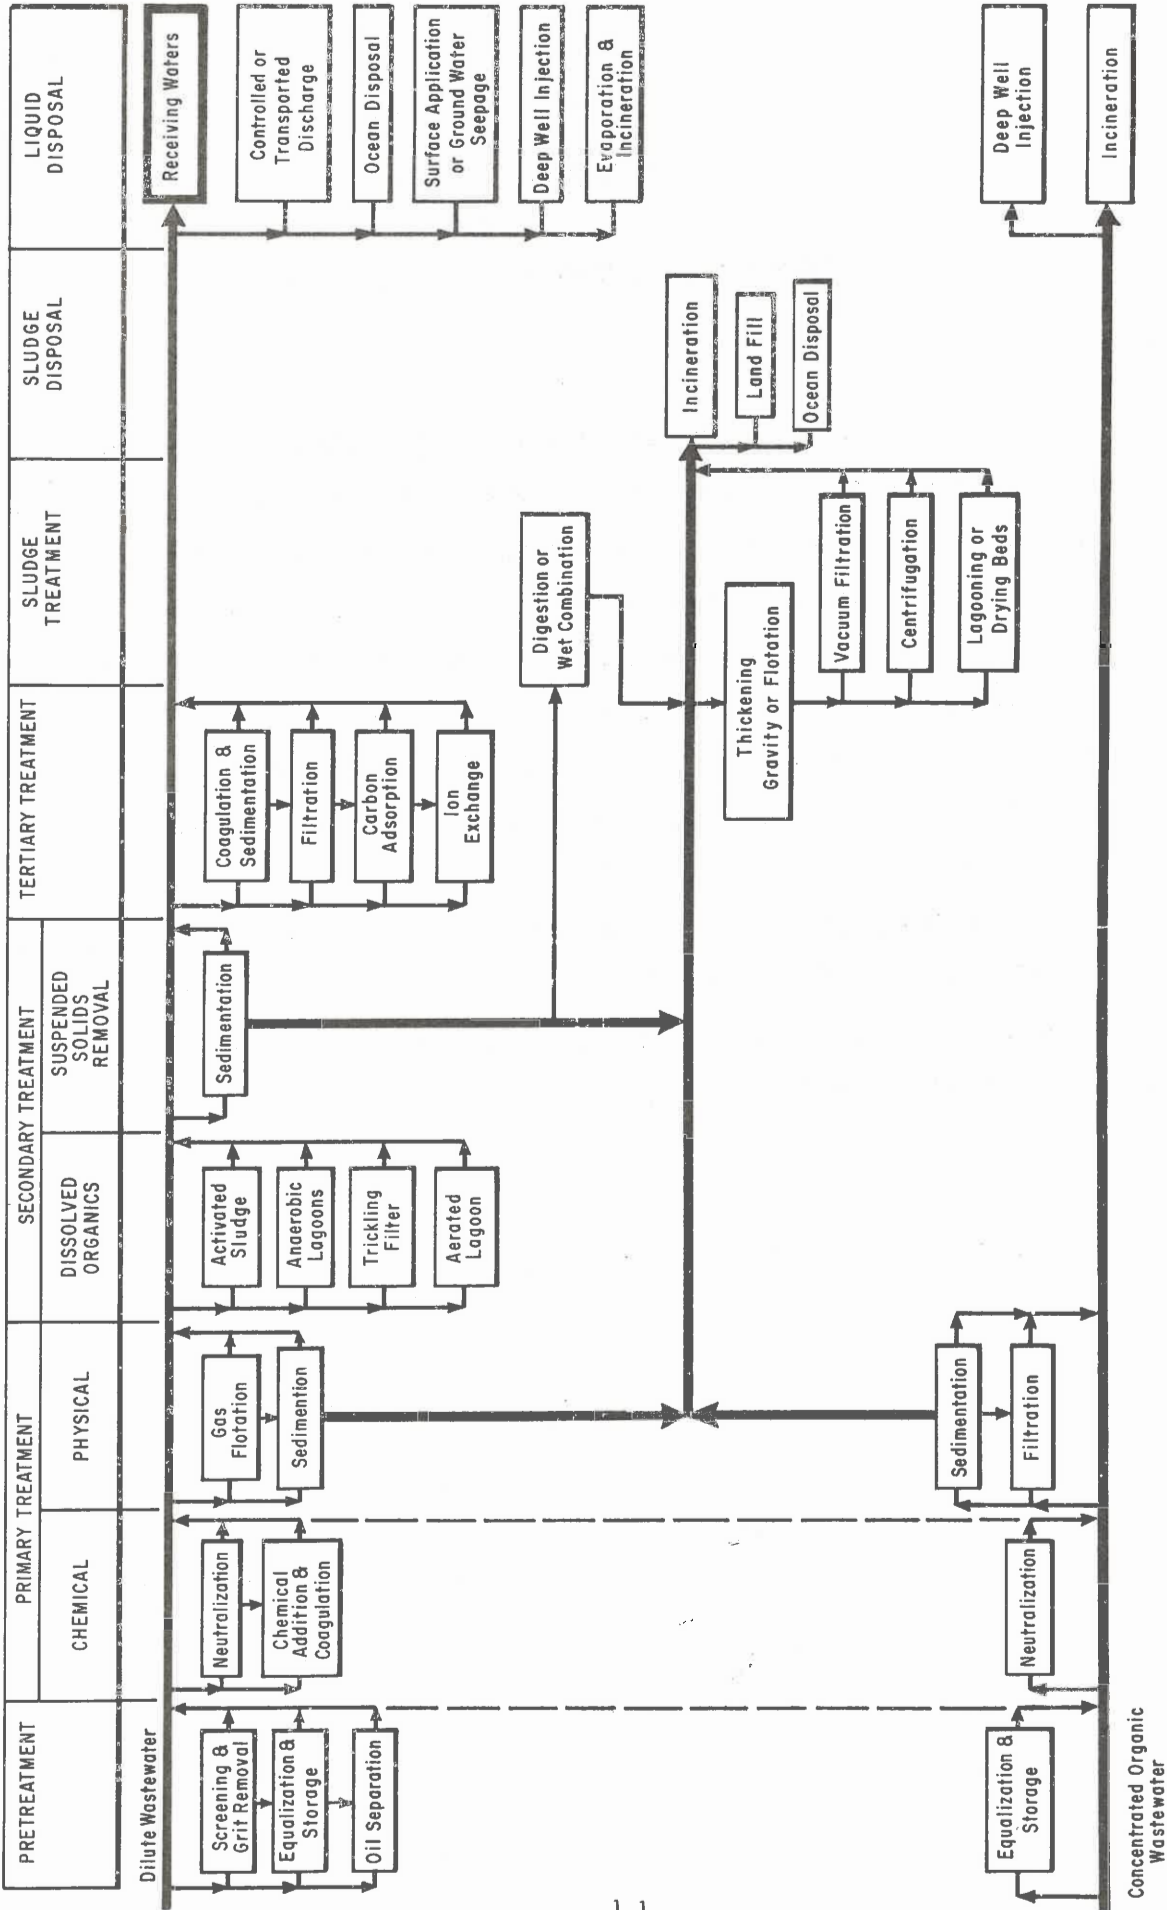 PRETREATMENT
PRIMARY TREATMENT
SECONDARY TREATMENT
TERTIARY TREATMENT
SLUDGE
TREATMENT
SLUDGE
DISPOSAL
LIQUID
DISPOSAL
CHEMICAL
PHYSICAL
DISSOLVED
ORGANICS
SUSPENDED
SOLIDS
REMOVAL
Dilute Wastewater
Screening &
Grit Removal
Equalization &
Storage
Oil Separation
Neutralization
Chemical
Addition &
Coagulation
Gas
Flotation
Sedimention
Activated
Sludge
Anaerobic
Lagoons
Trickling
Filter
Aerated
Lagoon
Sedimentation
Coagulation &
Sedimentation
Filtration
Carbon
Adsorption
Ion
Exchange
Receiving Waters
Controlled or
Transported
Discharge
Ocean Disposal
Surface Application
or Ground Water
Seepage
Deep Well Injection
Evaporation &
Incineration
Digestion or
Wet Combination
Thickening
Gravity or Flotation
Vacuum Filtration
Centrifugation
Lagooning or
Drying Beds
Incineration
Land Fill
Ocean Disposal
Equalization &
Storage
Neutralization
Sedimentation
Filtration
Deep Well
Injection
Incineration
Concentrated Organic
Wastewater
11